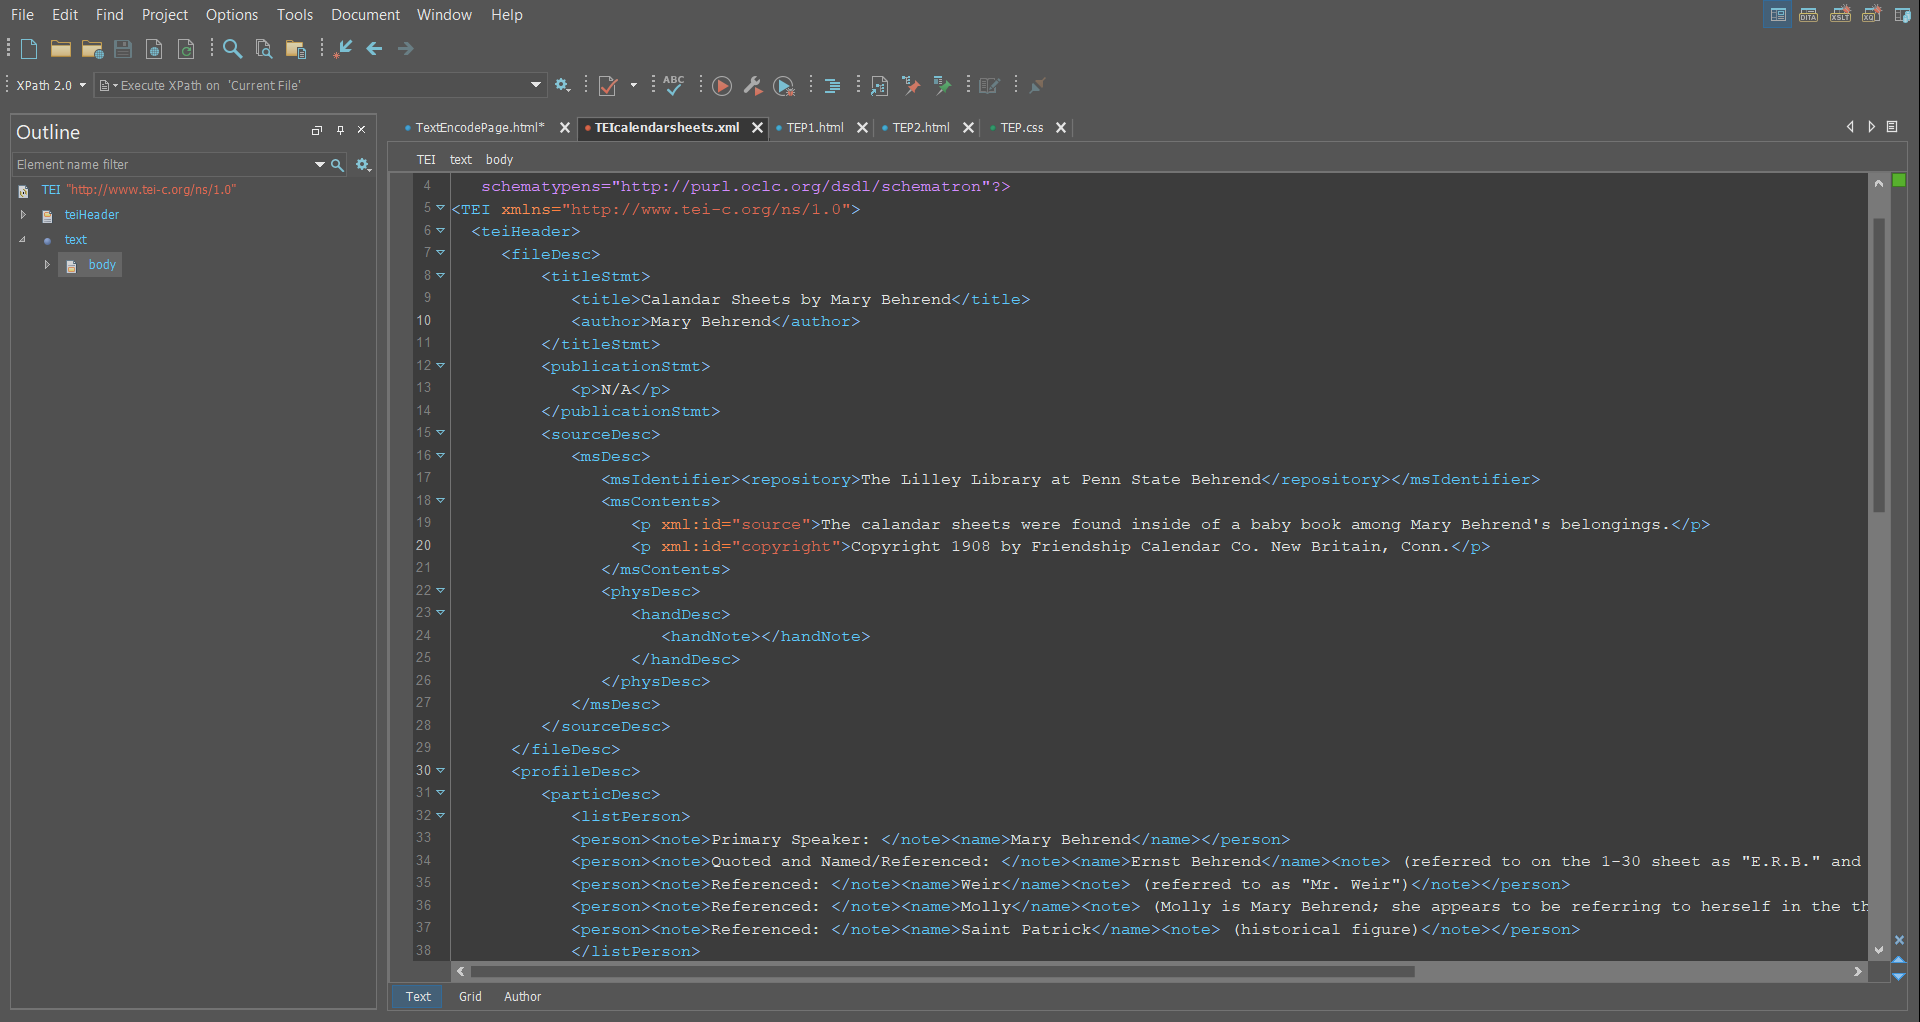 File Edit Find Project Options Tools Document Window Help
XPath 2.0 Execute XPath on 'Current File'
ABC
DITA XSLT XQ
Outline
Element name filter
TEI "http://www.tei-c.org/ns/1.0"
teiHeader
text
body
TextEncodePage.html* TEIcalendarsheets.xml TEP1.html TEP2.html TEP.css
TEI text body
4 schematypens="http://purl.oclc.org/dsdl/schematron"?>
5 <TEI xmlns="http://www.tei-c.org/ns/1.0">
6 <teiHeader>
7 <fileDesc>
8 <titleStmt>
9 <title>Calandar Sheets by Mary Behrend</title>
10 <author>Mary Behrend</author>
11 </titleStmt>
12 <publicationStmt>
13 <p>N/A</p>
14 </publicationStmt>
15 <sourceDesc>
16 <msDesc>
17 <msIdentifier><repository>The Lilley Library at Penn State Behrend</repository></msIdentifier>
18 <msContents>
19 <p xml:id="source">The calandar sheets were found inside of a baby book among Mary Behrend's belongings.</p>
20 <p xml:id="copyright">Copyright 1908 by Friendship Calendar Co. New Britain, Conn.</p>
21 </msContents>
22 <physDesc>
23 <handDesc>
24 <handNote></handNote>
25 </handDesc>
26 </physDesc>
27 </msDesc>
28 </sourceDesc>
29 </fileDesc>
30 <profileDesc>
31 <particDesc>
32 <listPerson>
33 <person><note>Primary Speaker: </note><name>Mary Behrend</name></person>
34 <person><note>Quoted and Named/Referenced: </note><name>Ernst Behrend</name><note> (referred to on the 1-30 sheet as "E.R.B." and
35 <person><note>Referenced: </note><name>Weir</name><note> (referred to as "Mr. Weir")</note></person>
36 <person><note>Referenced: </note><name>Molly</name><note> (Molly is Mary Behrend; she appears to be referring to herself in the th
37 <person><note>Referenced: </note><name>Saint Patrick</name><note> (historical figure)</note></person>
38 </listPerson>
Text Grid Author